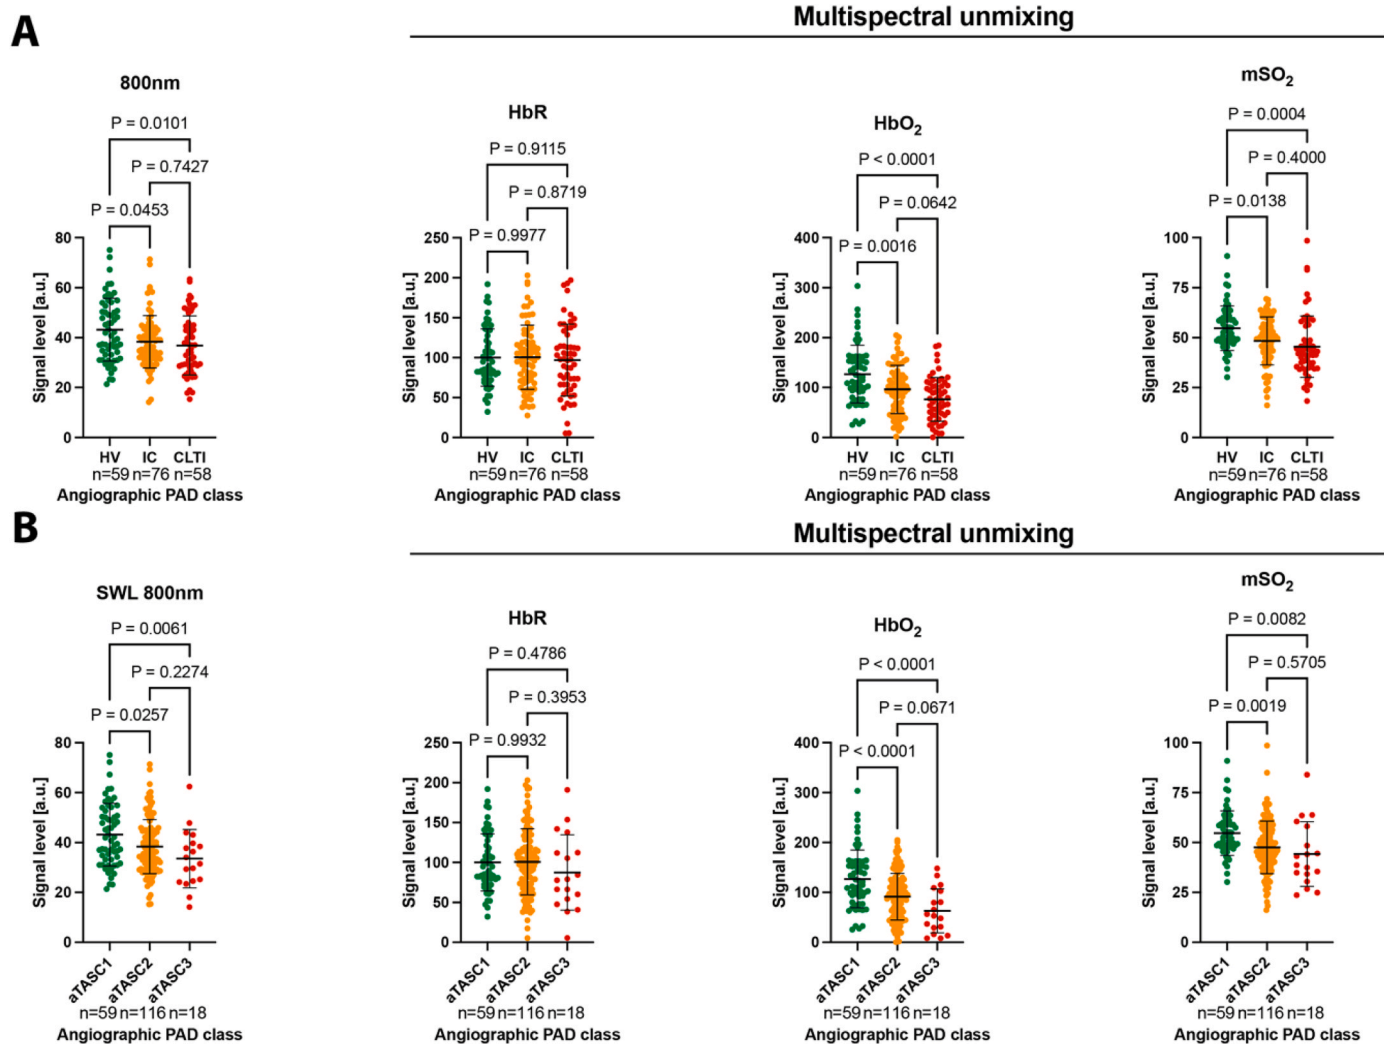 A
Multispectral unmixing
800nm
P = 0.0101
P = 0.7427
P = 0.0453
80
60
40
20
0
Signal level [a.u.]
HV IC CLTI
n=59 n=76 n=58
Angiographic PAD class
HbR
P = 0.9115
P = 0.8719
P = 0.9977
250
200
150
100
50
0
Signal level [a.u.]
HV IC CLTI
n=59 n=76 n=58
Angiographic PAD class
HbO2
P < 0.0001
P = 0.0642
P = 0.0016
400
300
200
100
0
Signal level [a.u.]
HV IC CLTI
n=59 n=76 n=58
Angiographic PAD class
mSO2
P = 0.0004
P = 0.4000
P = 0.0138
100
75
50
25
0
Signal level [a.u.]
HV IC CLTI
n=59 n=76 n=58
Angiographic PAD class
B
Multispectral unmixing
SWL 800nm
P = 0.0061
P = 0.2274
P = 0.0257
80
60
40
20
0
Signal level [a.u.]
aTASC1 aTASC2 aTASC3
n=59 n=116 n=18
Angiographic PAD class
HbR
P = 0.4786
P = 0.3953
P = 0.9932
250
200
150
100
50
0
Signal level [a.u.]
aTASC1 aTASC2 aTASC3
n=59 n=116 n=18
Angiographic PAD class
HbO2
P < 0.0001
P = 0.0671
P < 0.0001
400
300
200
100
0
Signal level [a.u.]
aTASC1 aTASC2 aTASC3
n=59 n=116 n=18
Angiographic PAD class
mSO2
P = 0.0082
P = 0.5705
P = 0.0019
100
75
50
25
0
Signal level [a.u.]
aTASC1 aTASC2 aTASC3
n=59 n=116 n=18
Angiographic PAD class